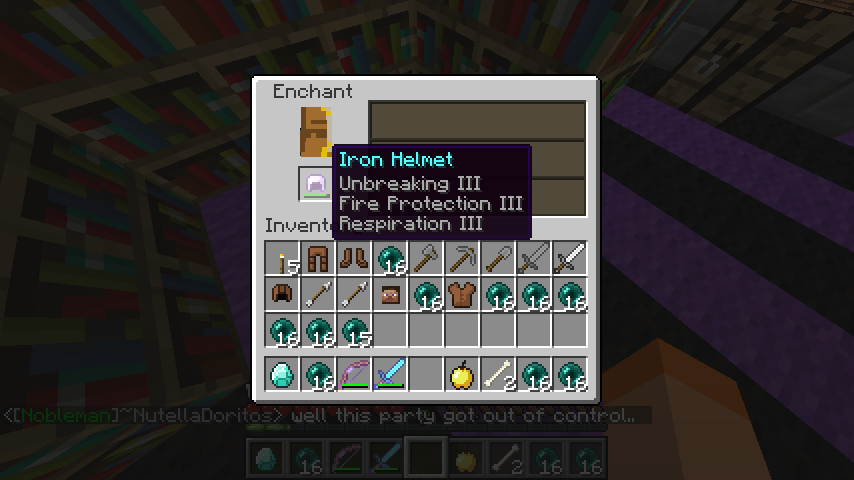 Enchant
Iron Helmet
Unbreaking III
Fire Protection III
Respiration III
Invent
5 16
16 16 16 16
16 16 15
16 2 16 16
<[Nobleman]~NutellaDoritos> well this party got out of control..
16 2 16 16